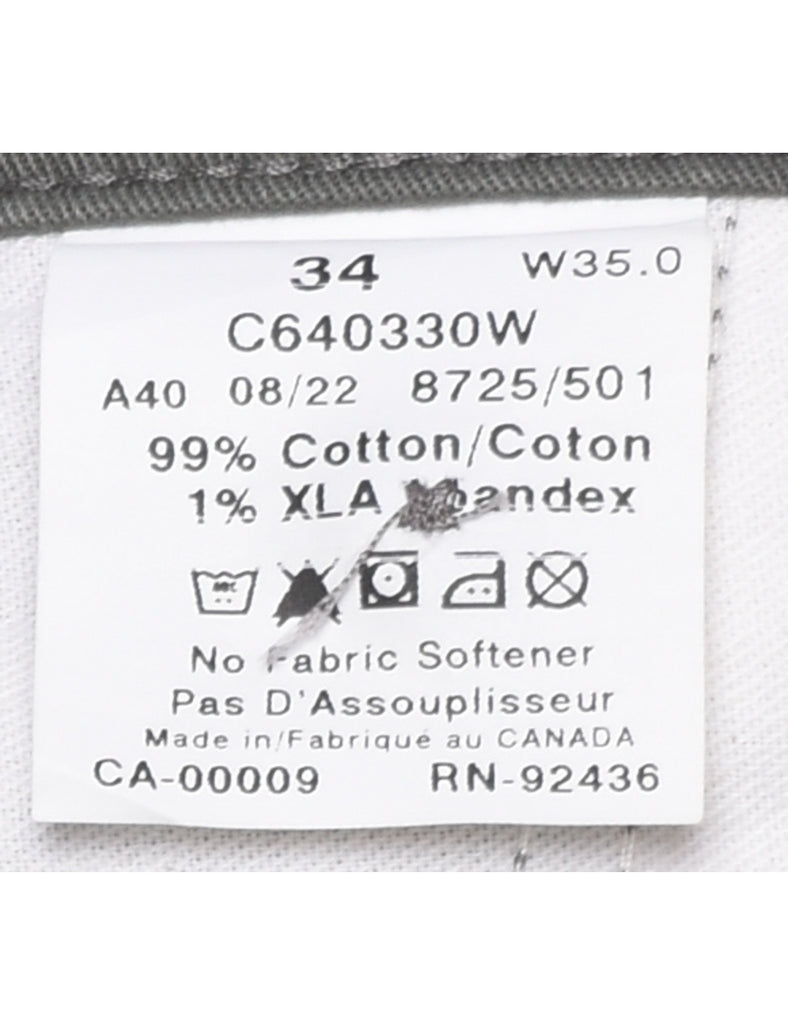 34 W35.0
C640330W
A40 08/22 8725/501
99% Cotton/Coton
1% XLA
No Fabric Softener
Pas D'Assouplisseur
Made in/Fabriqué au CANADA
CA-00009 RN-92436